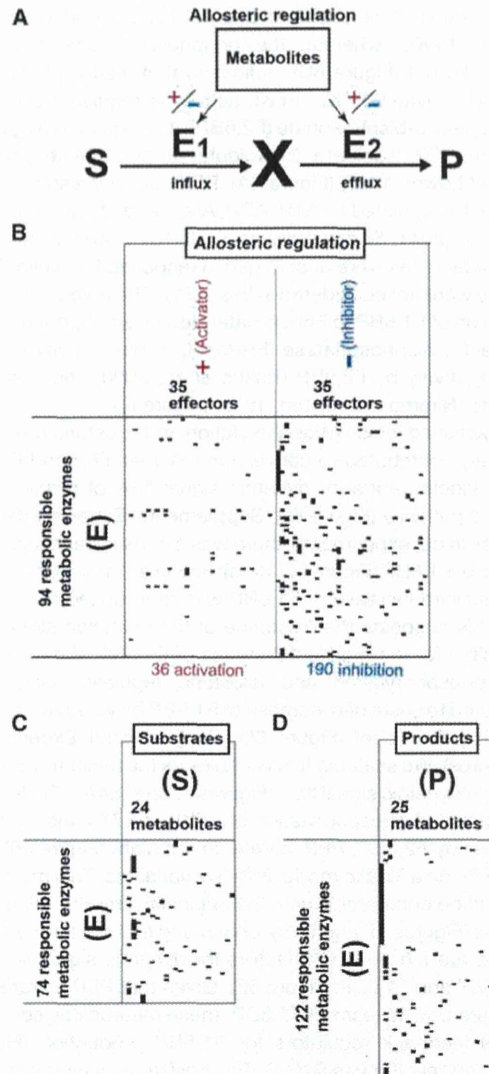 A
Allosteric regulation
Metabolites
+ - + -
S E1 X E2 P
influx efflux
B
Allosteric regulation
+ (Activator)
- (Inhibitor)
35 effectors
35 effectors
94 responsible
metabolic enzymes
(E)
36 activation
190 inhibition
C
Substrates
(S)
24
metabolites
74 responsible
metabolic enzymes
(E)
D
Products
(P)
25
metabolites
122 responsible
metabolic enzymes
(E)